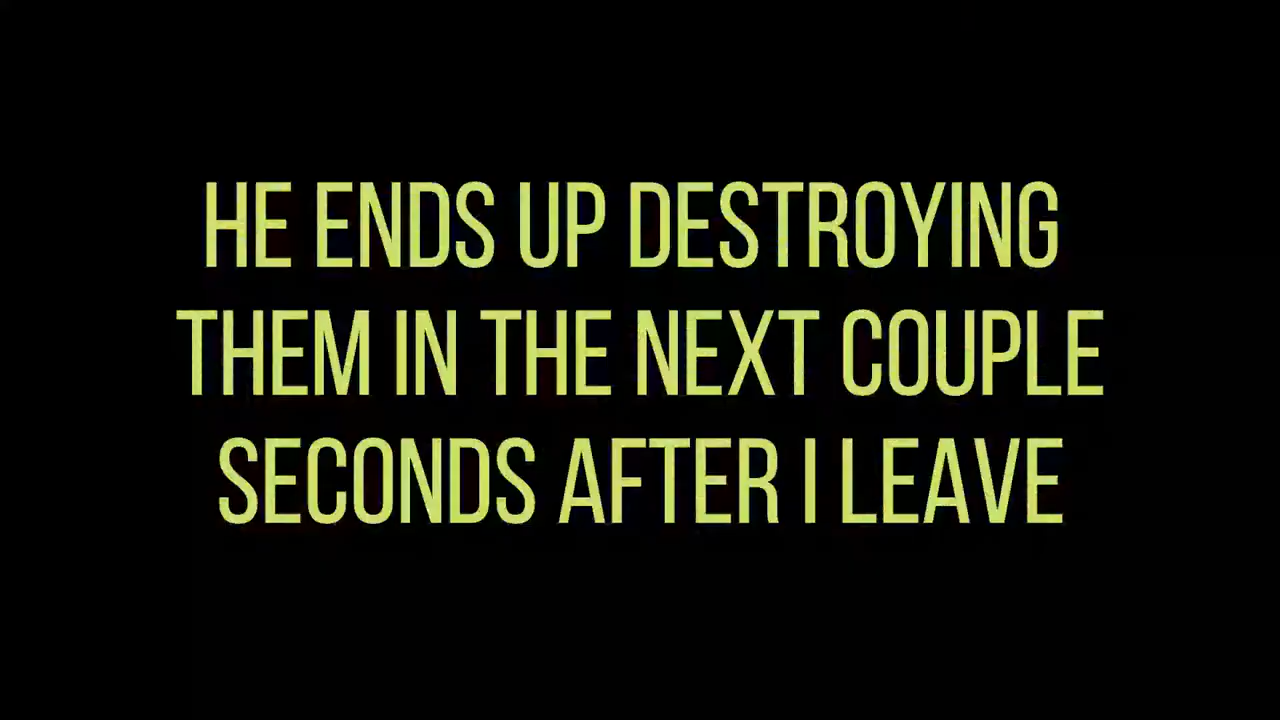 HE ENDS UP DESTROYING
THEM IN THE NEXT COUPLE
SECONDS AFTER I LEAVE